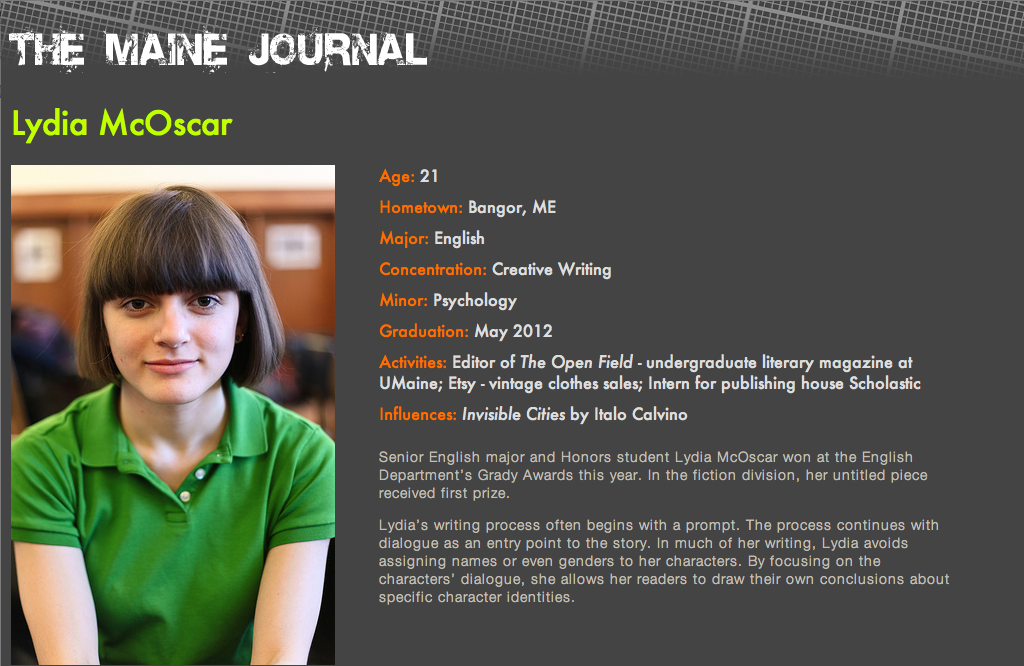 THE MAINE JOURNAL
Lydia McOscar
Age: 21
Hometown: Bangor, ME
Major: English
Concentration: Creative Writing
Minor: Psychology
Graduation: May 2012
Activities: Editor of The Open Field - undergraduate literary magazine at
UMaine; Etsy - vintage clothes sales; Intern for publishing house Scholastic
Influences: Invisible Cities by Italo Calvino
Senior English major and Honors student Lydia McOscar won at the English
Department's Grady Awards this year. In the fiction division, her untitled piece
received first prize.
Lydia's writing process often begins with a prompt. The process continues with
dialogue as an entry point to the story. In much of her writing, Lydia avoids
assigning names or even genders to her characters. By focusing on the
characters' dialogue, she allows her readers to draw their own conclusions about
specific character identities.